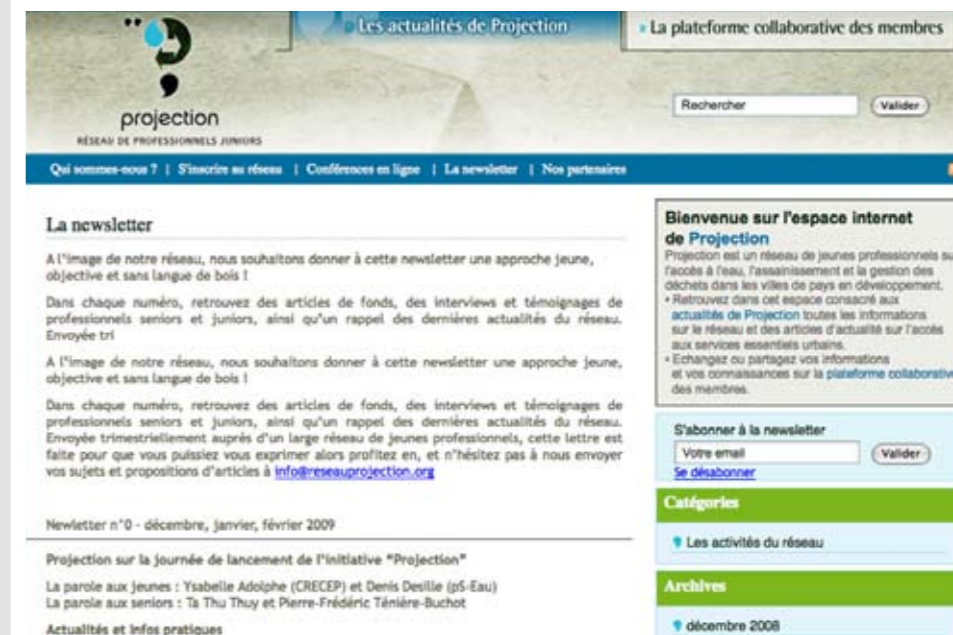 Les actualités de Projection
La plateforme collaborative des membres
projection
RÉSEAU DE PROFESSIONNELS JUNIORS
Rechercher
Valider
Qui sommes-nous ? | S'inscrire au réseau | Conférences en ligne | La newsletter | Nos partenaires
La newsletter
A l'image de notre réseau, nous souhaitons donner à cette newsletter une approche jeune,
objective et sans langue de bois !
Dans chaque numéro, retrouvez des articles de fonds, des interviews et témoignages de
professionnels seniors et juniors, ainsi qu'un rappel des dernières actualités du réseau.
Envoyée tri
A l'image de notre réseau, nous souhaitons donner à cette newsletter une approche jeune,
objective et sans langue de bois !
Dans chaque numéro, retrouvez des articles de fonds, des interviews et témoignages de
professionnels seniors et juniors, ainsi qu'un rappel des dernières actualités du réseau.
Envoyée trimestriellement auprès d'un large réseau de jeunes professionnels, cette lettre est
faite pour que vous puissiez vous exprimer alors profitez en, et n'hésitez pas à nous envoyer
vos sujets et propositions d'articles à info@reseauprojection.org
Newletter n°0 - décembre, janvier, février 2009
Projection sur la journée de lancement de l'initiative "Projection"
La parole aux jeunes : Ysabelle Adolphe (CRECEP) et Denis Desille (pS-Eau)
La parole aux seniors : Ta Thu Thuy et Pierre-Frédéric Ténière-Buchot
Actualités et infos pratiques
Bienvenue sur l'espace internet
de Projection
Projection est un réseau de jeunes professionnels su
l'accès à l'eau, l'assainissement et la gestion des
déchets dans les villes de pays en développement.
• Retrouvez dans cet espace consacré aux
actualités de Projection toutes les informations
sur le réseau et des articles d'actualité sur l'accès
aux services essentiels urbains.
• Echangez ou partagez vos informations
et vos connaissances sur la plateforme collaborative
des membres.
S'abonner à la newsletter
Votre email
Valider
Se désabonner
Catégories
Les activités du réseau
Archives
décembre 2008